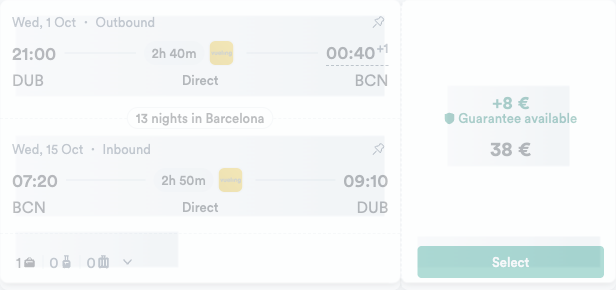 Wed, 1 Oct • Outbound
21:00 2h 40m 00:40+1
DUB Direct BCN
13 nights in Barcelona
Wed, 15 Oct • Inbound
07:20 2h 50m 09:10
BCN Direct DUB
1 0 0
+8 €
Guarantee available
38 €
Select